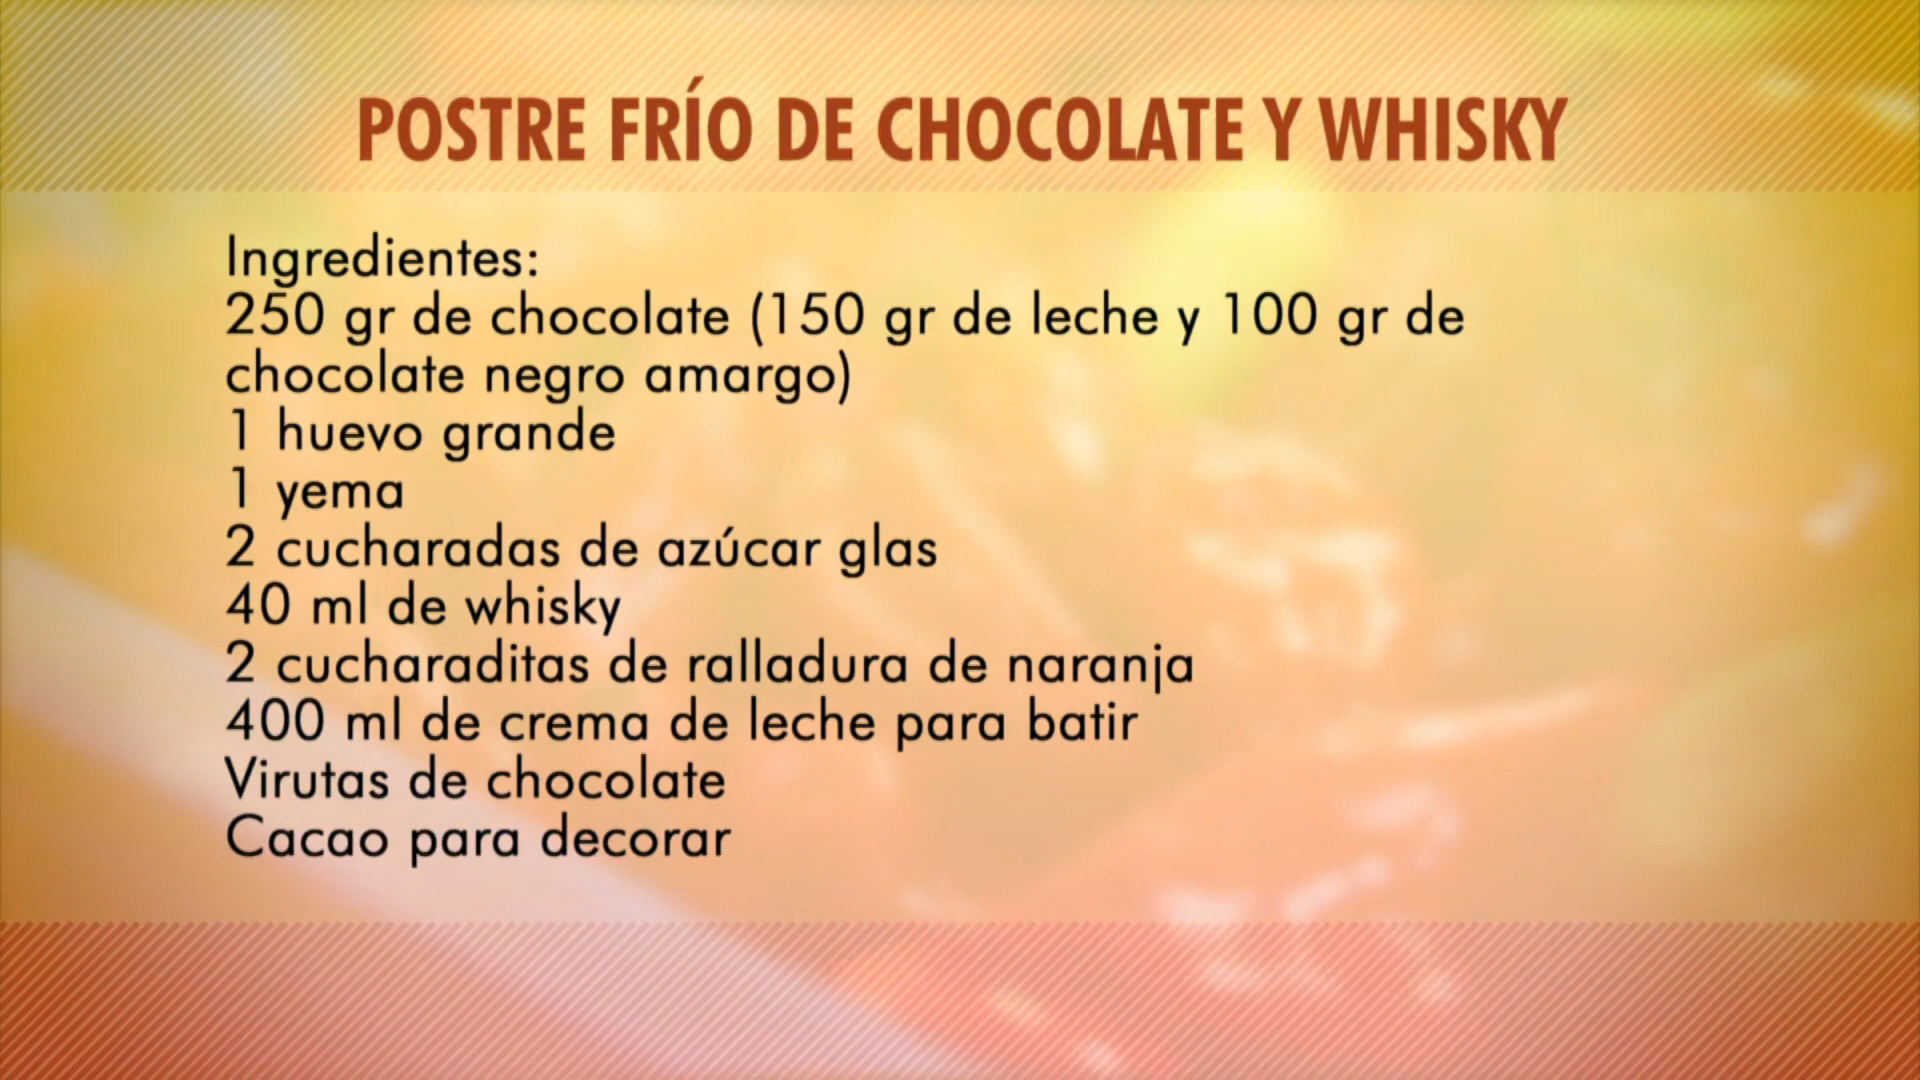 POSTRE FRÍO DE CHOCOLATE Y WHISKY
Ingredientes:
250 gr de chocolate (150 gr de leche y 100 gr de
chocolate negro amargo)
1 huevo grande
1 yema
2 cucharadas de azúcar glas
40 ml de whisky
2 cucharaditas de ralladura de naranja
400 ml de crema de leche para batir
Virutas de chocolate
Cacao para decorar